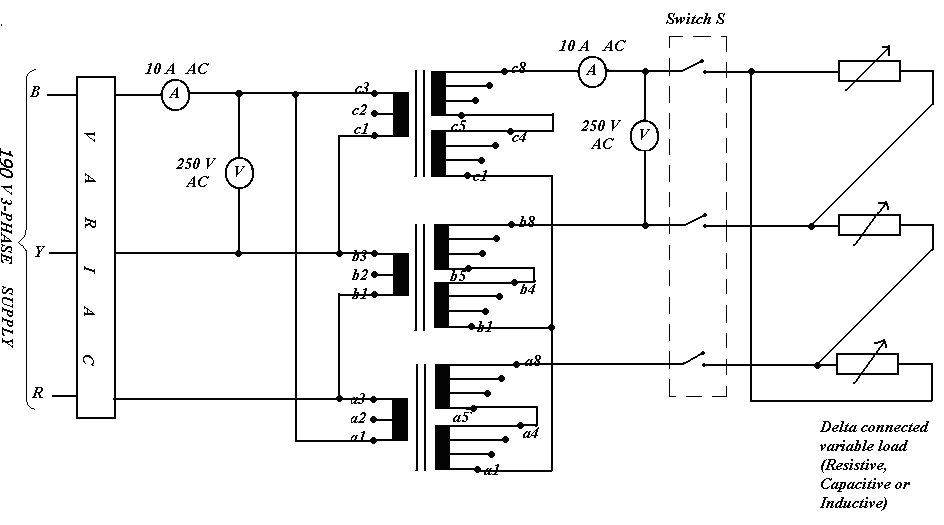 Switch S
10 A AC
10 A AC
B
A
c3
c2
c1
c8
A
c5
c4
c1
250 V
AC
V
250 V
AC
V
190 V 3-PHASE SUPPLY
VARIAC
Y
b3
b2
b1
b8
b5
b4
b1
R
a3
a2
a1
a8
a5
a4
a1
Delta connected
variable load
(Resistive,
Capacitive or
Inductive)